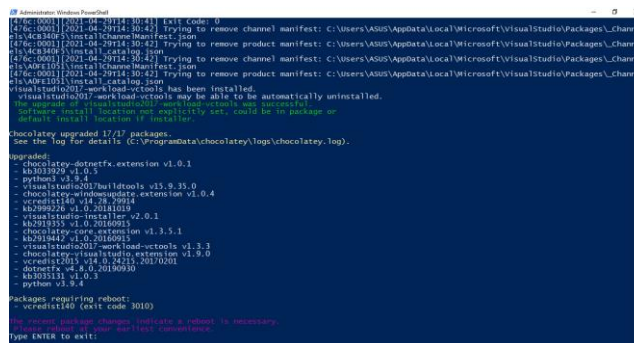 Administrator: Windows PowerShell
[476c:0001][2021-04-29T14:30:41] Exit Code: 0
[476c:0001][2021-04-29T14:30:42] Trying to remove channel manifest: C:\Users\ASUS\AppData\Local\Microsoft\VisualStudio\Packages\_Chann
els\4CB340F5\installChannelManifest.json
[476c:0001][2021-04-29T14:30:42] Trying to remove product manifest: C:\Users\ASUS\AppData\Local\Microsoft\VisualStudio\Packages\_Chann
els\4CB340F5\install_catalog.json
[476c:0001][2021-04-29T14:30:42] Trying to remove channel manifest: C:\Users\ASUS\AppData\Local\Microsoft\VisualStudio\Packages\_Chann
els\A0FE1051\installChannelManifest.json
[476c:0001][2021-04-29T14:30:42] Trying to remove product manifest: C:\Users\ASUS\AppData\Local\Microsoft\VisualStudio\Packages\_Chann
els\A0FE1051\install_catalog.json
visualstudio2017-workload-vctools has been installed.
visualstudio2017-workload-vctools may be able to be automatically uninstalled.
The upgrade of visualstudio2017-workload-vctools was successful.
Software install location not explicitly set, could be in package or
default install location if installer.
Chocolatey upgraded 17/17 packages.
See the log for details (C:\ProgramData\chocolatey\logs\chocolatey.log).
Upgraded:
- chocolatey-dotnetfx.extension v1.0.1
- kb3033929 v1.0.5
- python3 v3.9.4
- visualstudio2017buildtools v15.9.35.0
- chocolatey-windowsupdate.extension v1.0.4
- vcredist140 v14.28.29914
- kb2999226 v1.0.20181019
- visualstudio-installer v2.0.1
- kb2919355 v1.0.20160915
- chocolatey-core.extension v1.3.5.1
- kb2919442 v1.0.20160915
- visualstudio2017-workload-vctools v1.3.3
- chocolatey-visualstudio.extension v1.9.0
- vcredist2015 v14.0.24215.20170201
- dotnetfx v4.8.0.20190930
- kb3035131 v1.0.3
- python v3.9.4
Packages requiring reboot:
- vcredist140 (exit code 3010)
The recent package changes indicate a reboot is necessary.
Please reboot at your earliest convenience.
Type ENTER to exit: